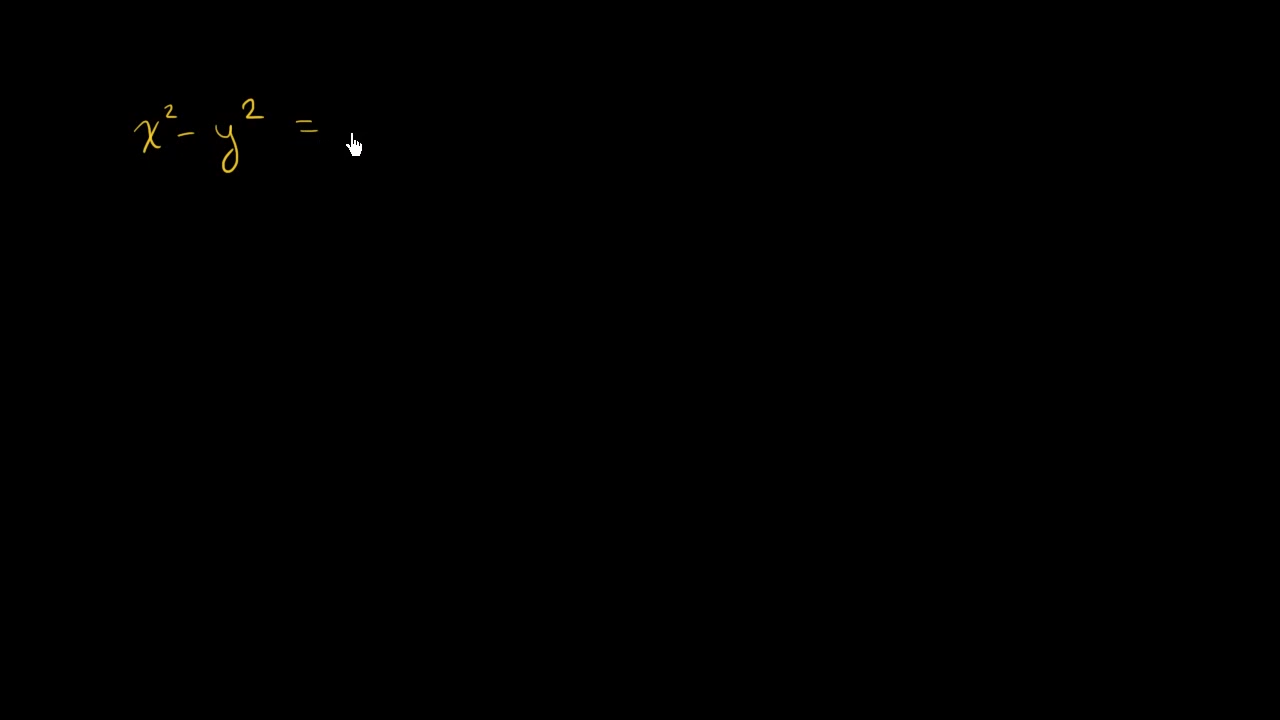 x² - y² =